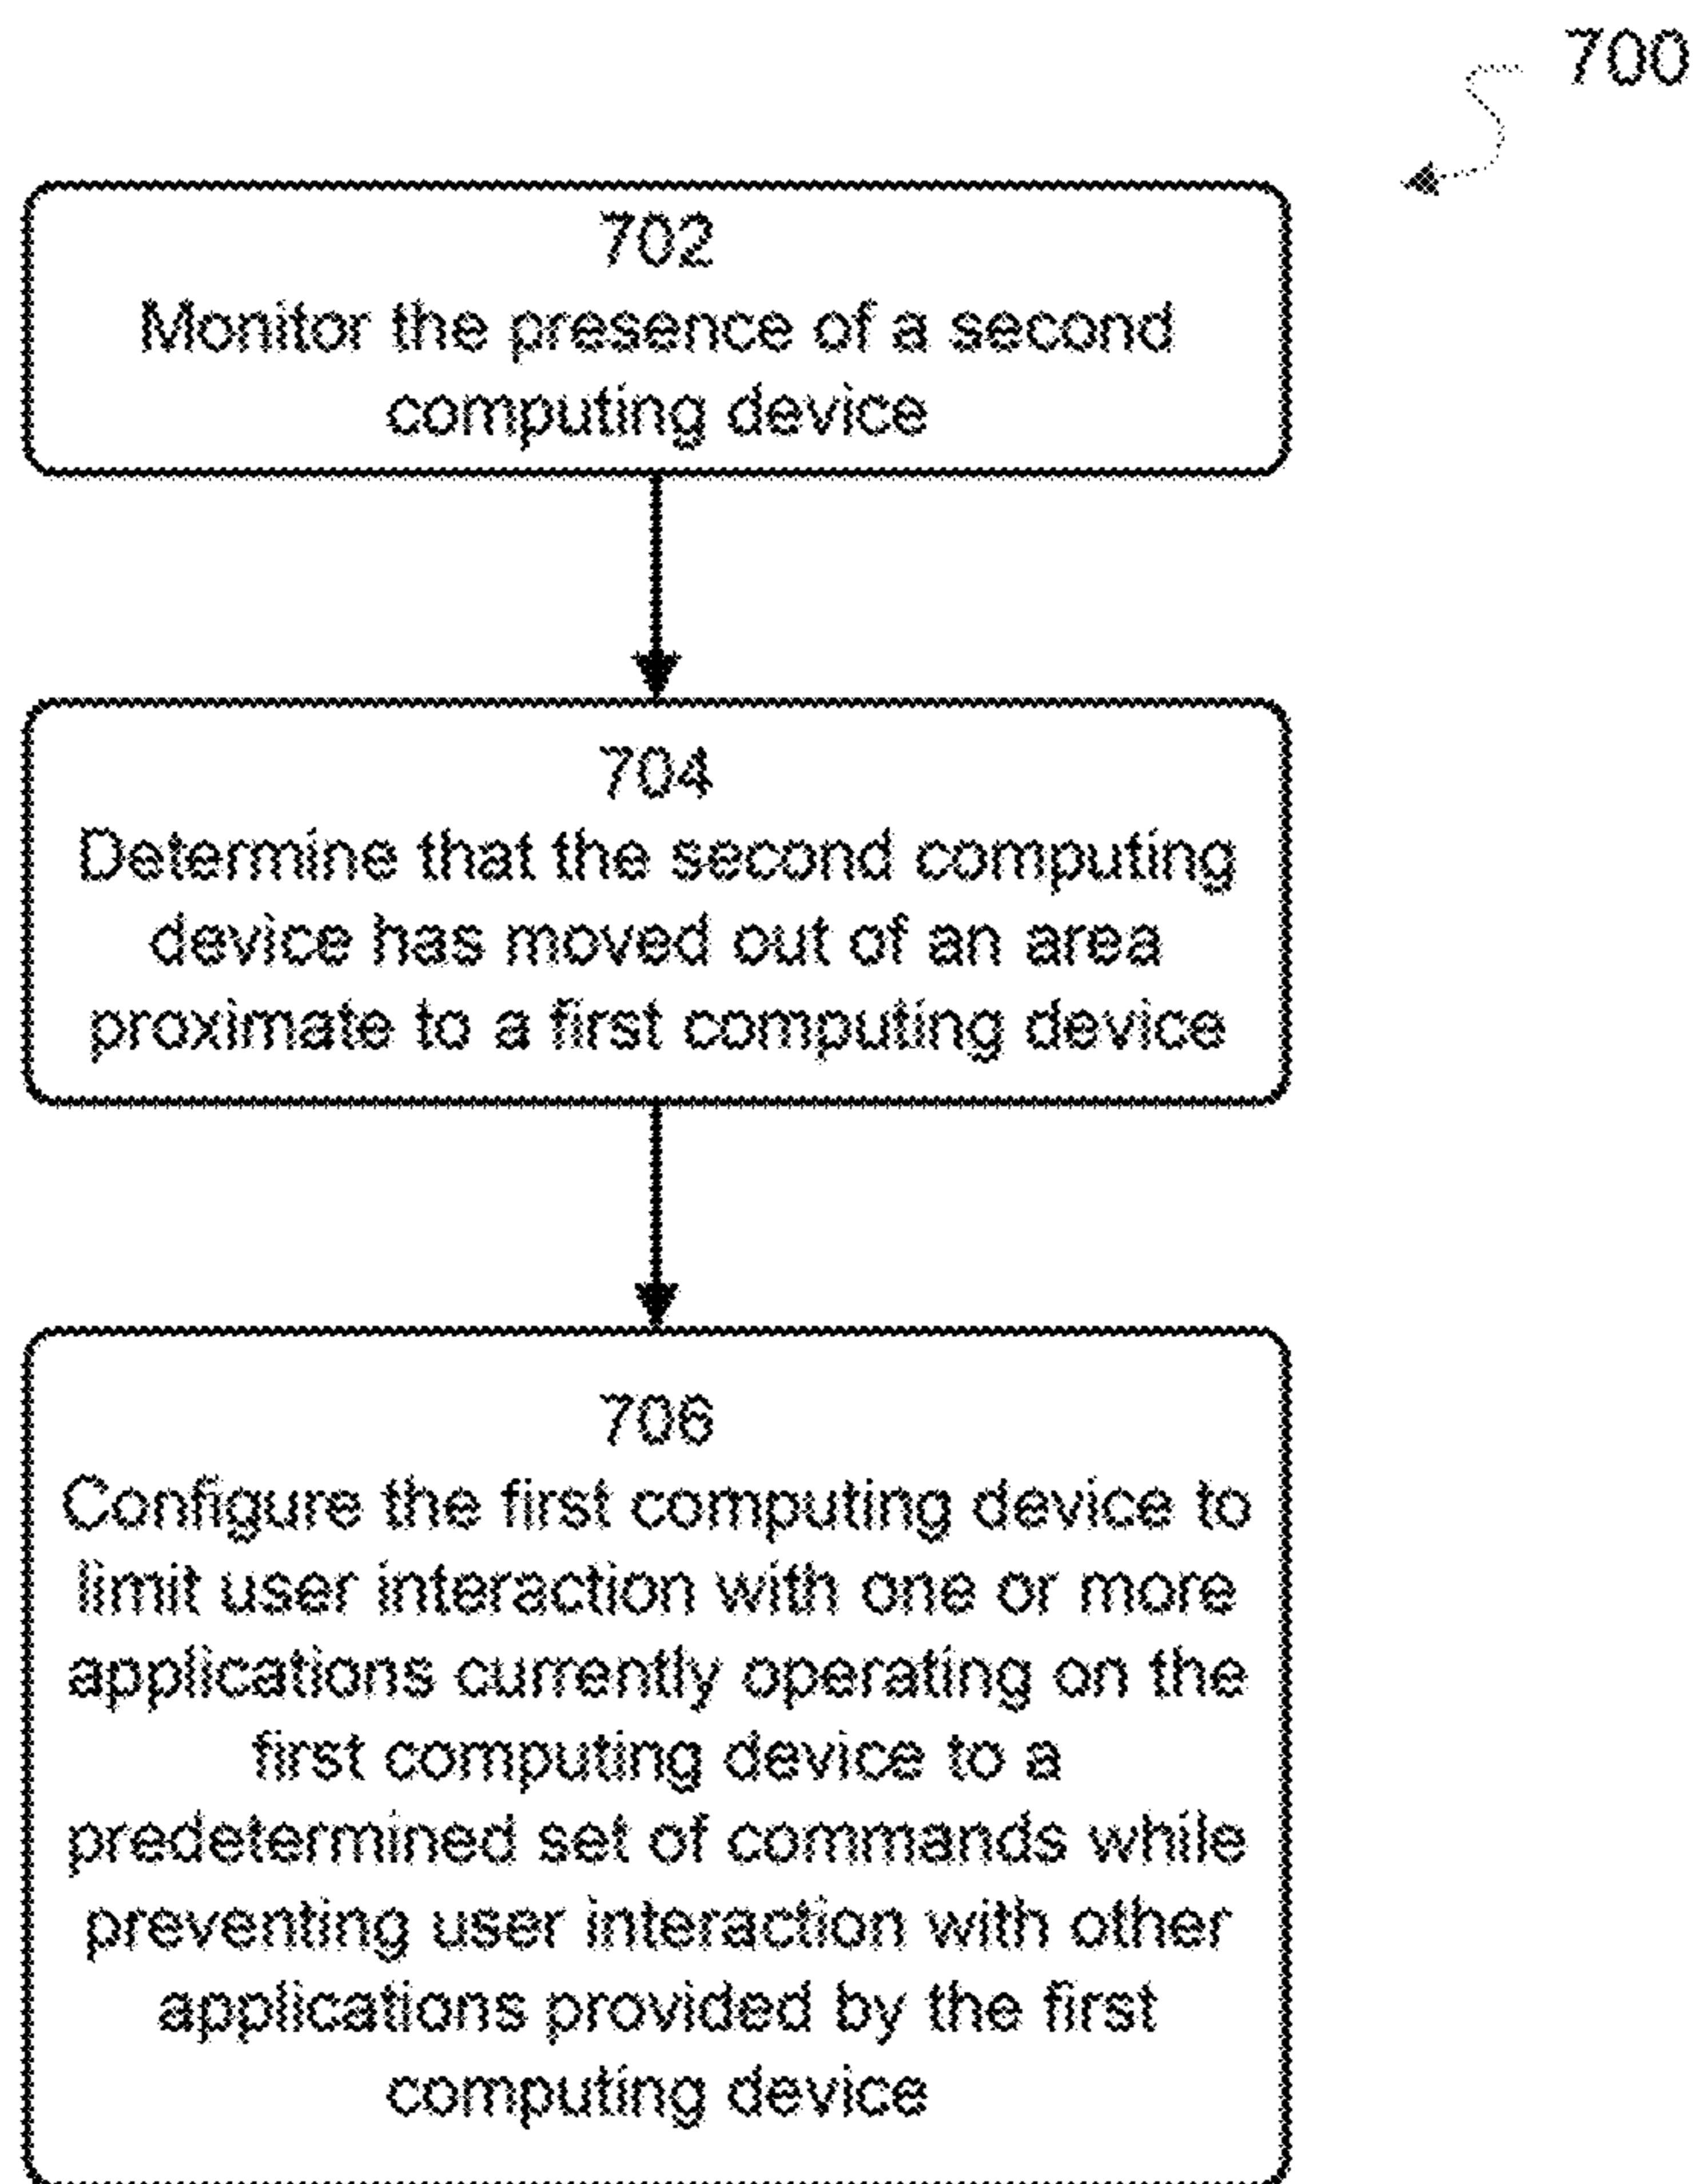 700
702
Monitor the presence of a second
computing device
704
Determine that the second computing
device has moved out of an area
proximate to a first computing device
706
Configure the first computing device to
limit user interaction with one or more
applications currently operating on the
first computing device to a
predetermined set of commands while
preventing user interaction with other
applications provided by the first
computing device